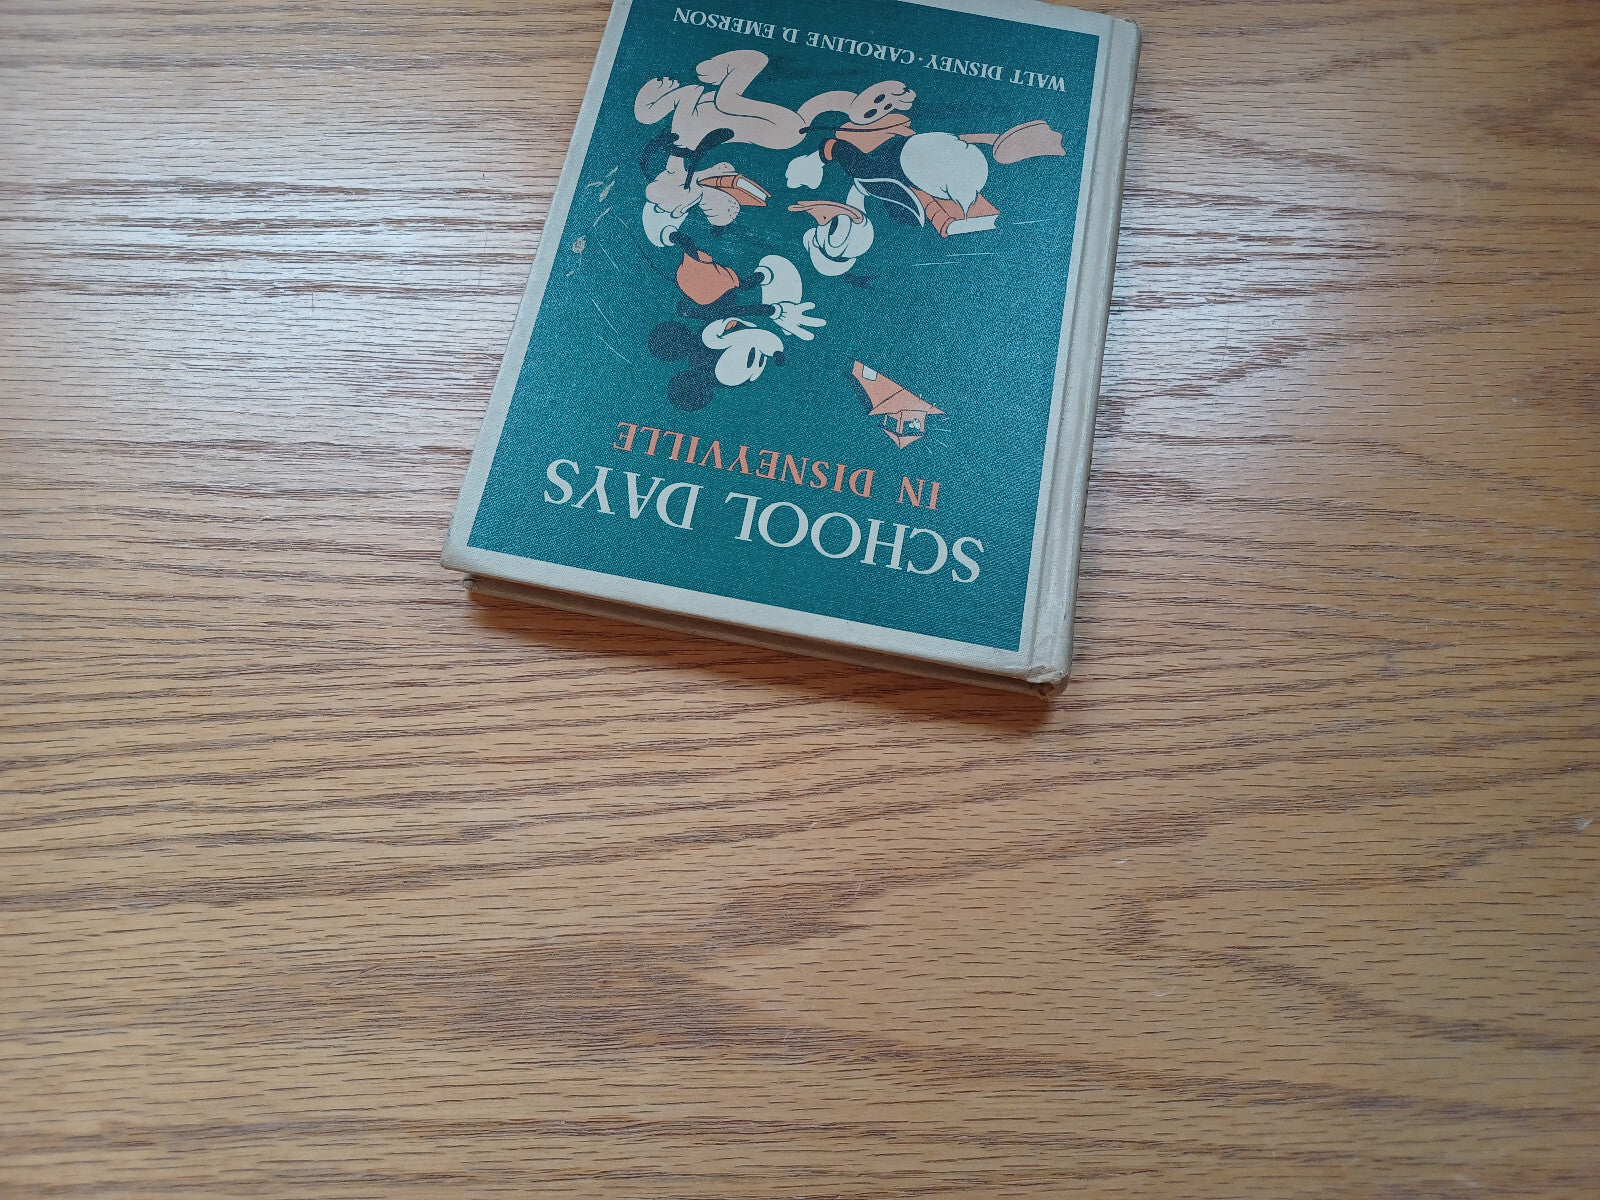 SCHOOL DAYS
IN DISNEYVILLE
WALT DISNEY · CAROLINE D. EMERSON